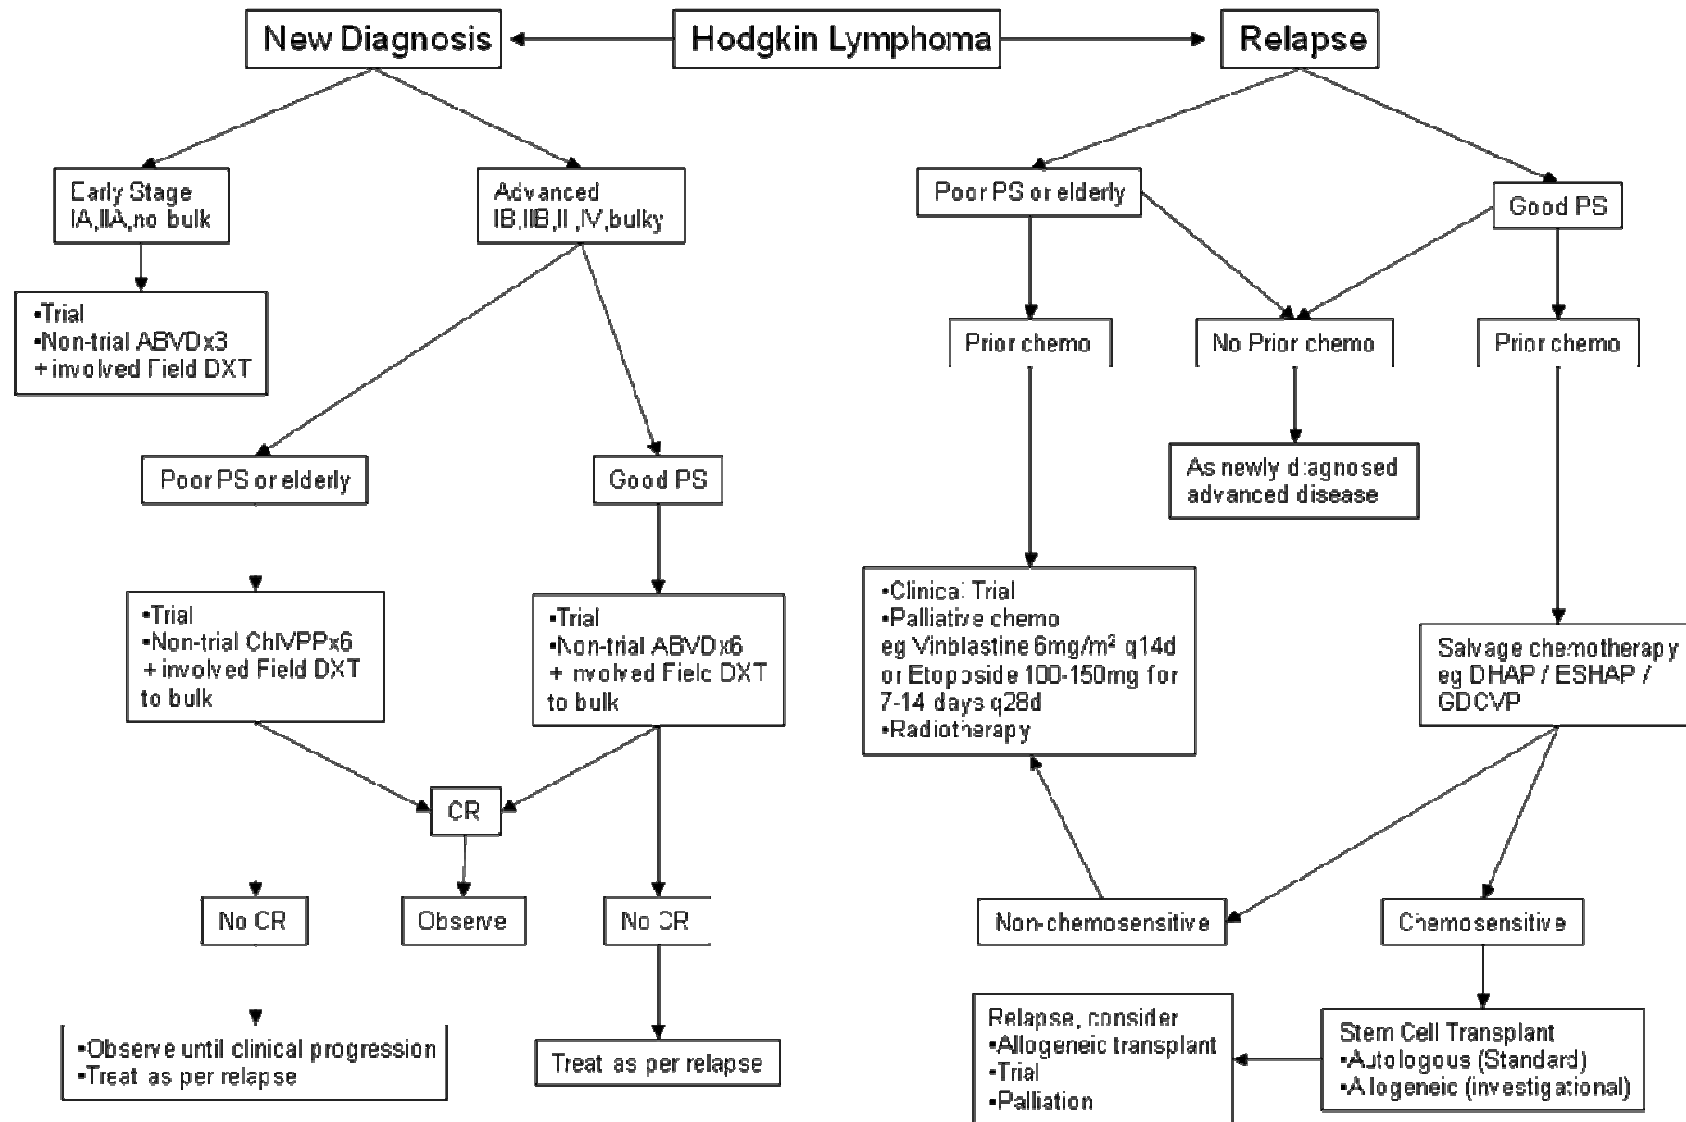 New Diagnosis
Hodgkin Lymphoma
Relapse
Early Stage
IA,IIA,no bulk
Advanced
IB,IIB,II ,IV,bulky
Poor PS or elderly
Good PS
•Trial
•Non-trial ABVDx3
+ involved Field DXT
Prior chemo
No Prior chemo
Prior chemo
Poor PS or elderly
Good PS
As newly diagnosed
advanced disease
•Trial
•Non-trial ChlVPPx6
+ involved Field DXT
to bulk
•Trial
•Non-trial ABVDx6
+ involved Field DXT
to bulk
•Clinical Trial
•Palliative chemo
eg Vinblastine 6mg/m² q14d
or Etoposide 100-150mg for
7-14 days q28d
•Radiotherapy
Salvage chemotherapy
eg DHAP / ESHAP /
GDCVP
CR
No CR
Observe
No CR
Non-chemosensitive
Chemosensitive
•Observe until clinical progression
•Treat as per relapse
Treat as per relapse
Relapse, consider
•Allogeneic transplant
•Trial
•Palliation
Stem Cell Transplant
•Autologous (Standard)
•Allogeneic (investigational)